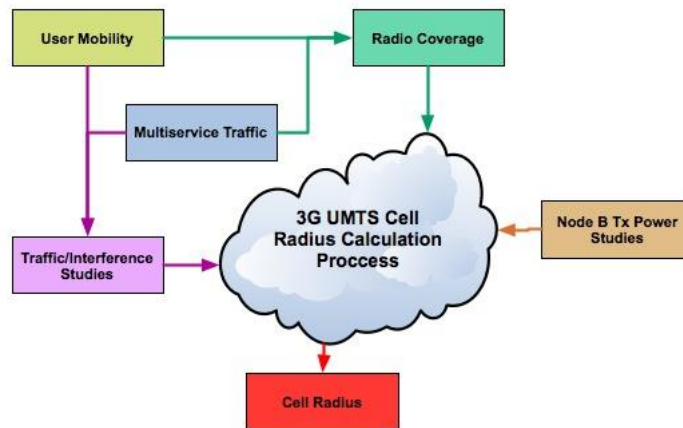 User Mobility
Radio Coverage
Multiservice Traffic
3G UMTS Cell
Radius Calculation
Proccess
Node B Tx Power
Studies
Traffic/Interference
Studies
Cell Radius